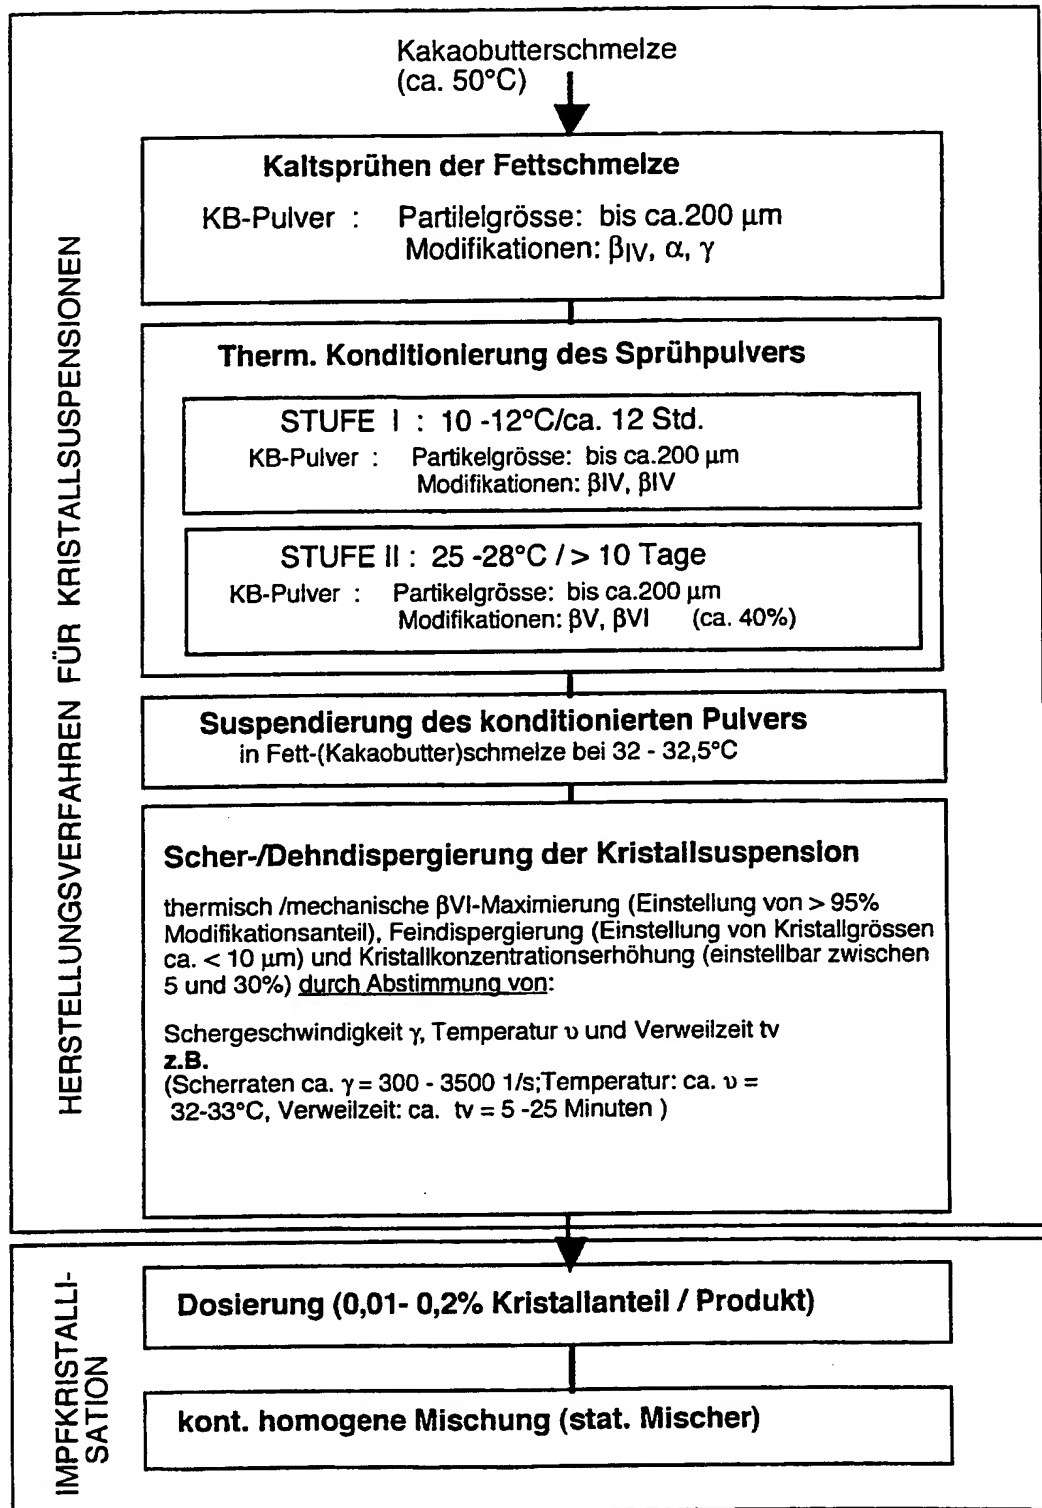 Kakaobutterschmelze
(ca. 50°C)
Kaltsprühen der Fettschmelze
KB-Pulver : Partilelgrösse: bis ca.200 µm
Modifikationen: βIV, α, γ
Therm. Konditionierung des Sprühpulvers
STUFE I : 10 -12°C/ca. 12 Std.
KB-Pulver : Partikelgrösse: bis ca.200 µm
Modifikationen: βIV, βIV
STUFE II : 25 -28°C / > 10 Tage
KB-Pulver : Partikelgrösse: bis ca.200 µm
Modifikationen: βV, βVI (ca. 40%)
Suspendierung des konditionierten Pulvers
in Fett-(Kakaobutter)schmelze bei 32 - 32,5°C
Scher-/Dehndispergierung der Kristallsuspension
thermisch /mechanische βVI-Maximierung (Einstellung von > 95%
Modifikationsanteil), Feindispergierung (Einstellung von Kristallgrössen
ca. < 10 µm) und Kristallkonzentrationserhöhung (einstellbar zwischen
5 und 30%) durch Abstimmung von:
Schergeschwindigkeit γ, Temperatur υ und Verweilzeit tv
z.B.
(Scherraten ca. γ = 300 - 3500 1/s;Temperatur: ca. υ =
32-33°C, Verweilzeit: ca. tv = 5 -25 Minuten )
HERSTELLUNGSVERFAHREN FÜR KRISTALLSUSPENSIONEN
Dosierung (0,01- 0,2% Kristallanteil / Produkt)
kont. homogene Mischung (stat. Mischer)
IMPFKRISTALLI-
SATION